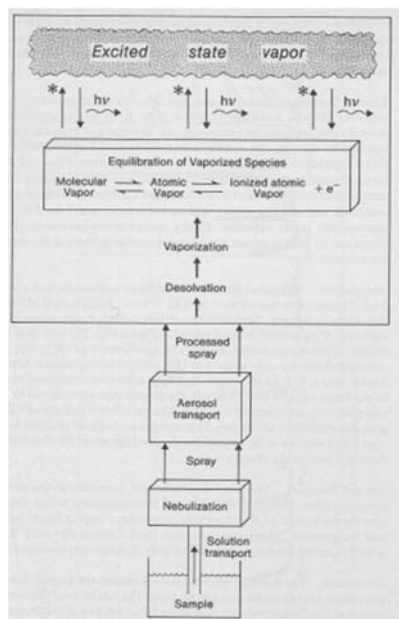 Excited state vapor
* hν * hν * hν
Equilibration of Vaporized Species
Molecular Vapor ⇌ Atomic Vapor ⇌ Ionized atomic Vapor + e⁻
Vaporization
Desolvation
Processed
spray
Aerosol
transport
Spray
Nebulization
Solution
transport
Sample